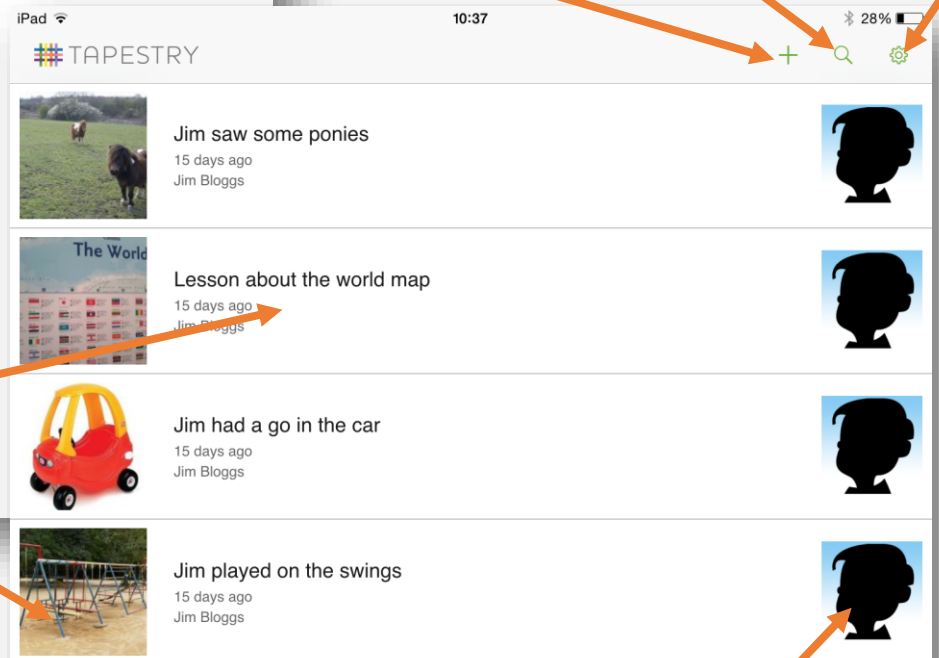 iPad 10:37 28%
TAPESTRY
Jim saw some ponies
15 days ago
Jim Bloggs
The World
Lesson about the world map
15 days ago
Jim Bloggs
Jim had a go in the car
15 days ago
Jim Bloggs
Jim played on the swings
15 days ago
Jim Bloggs